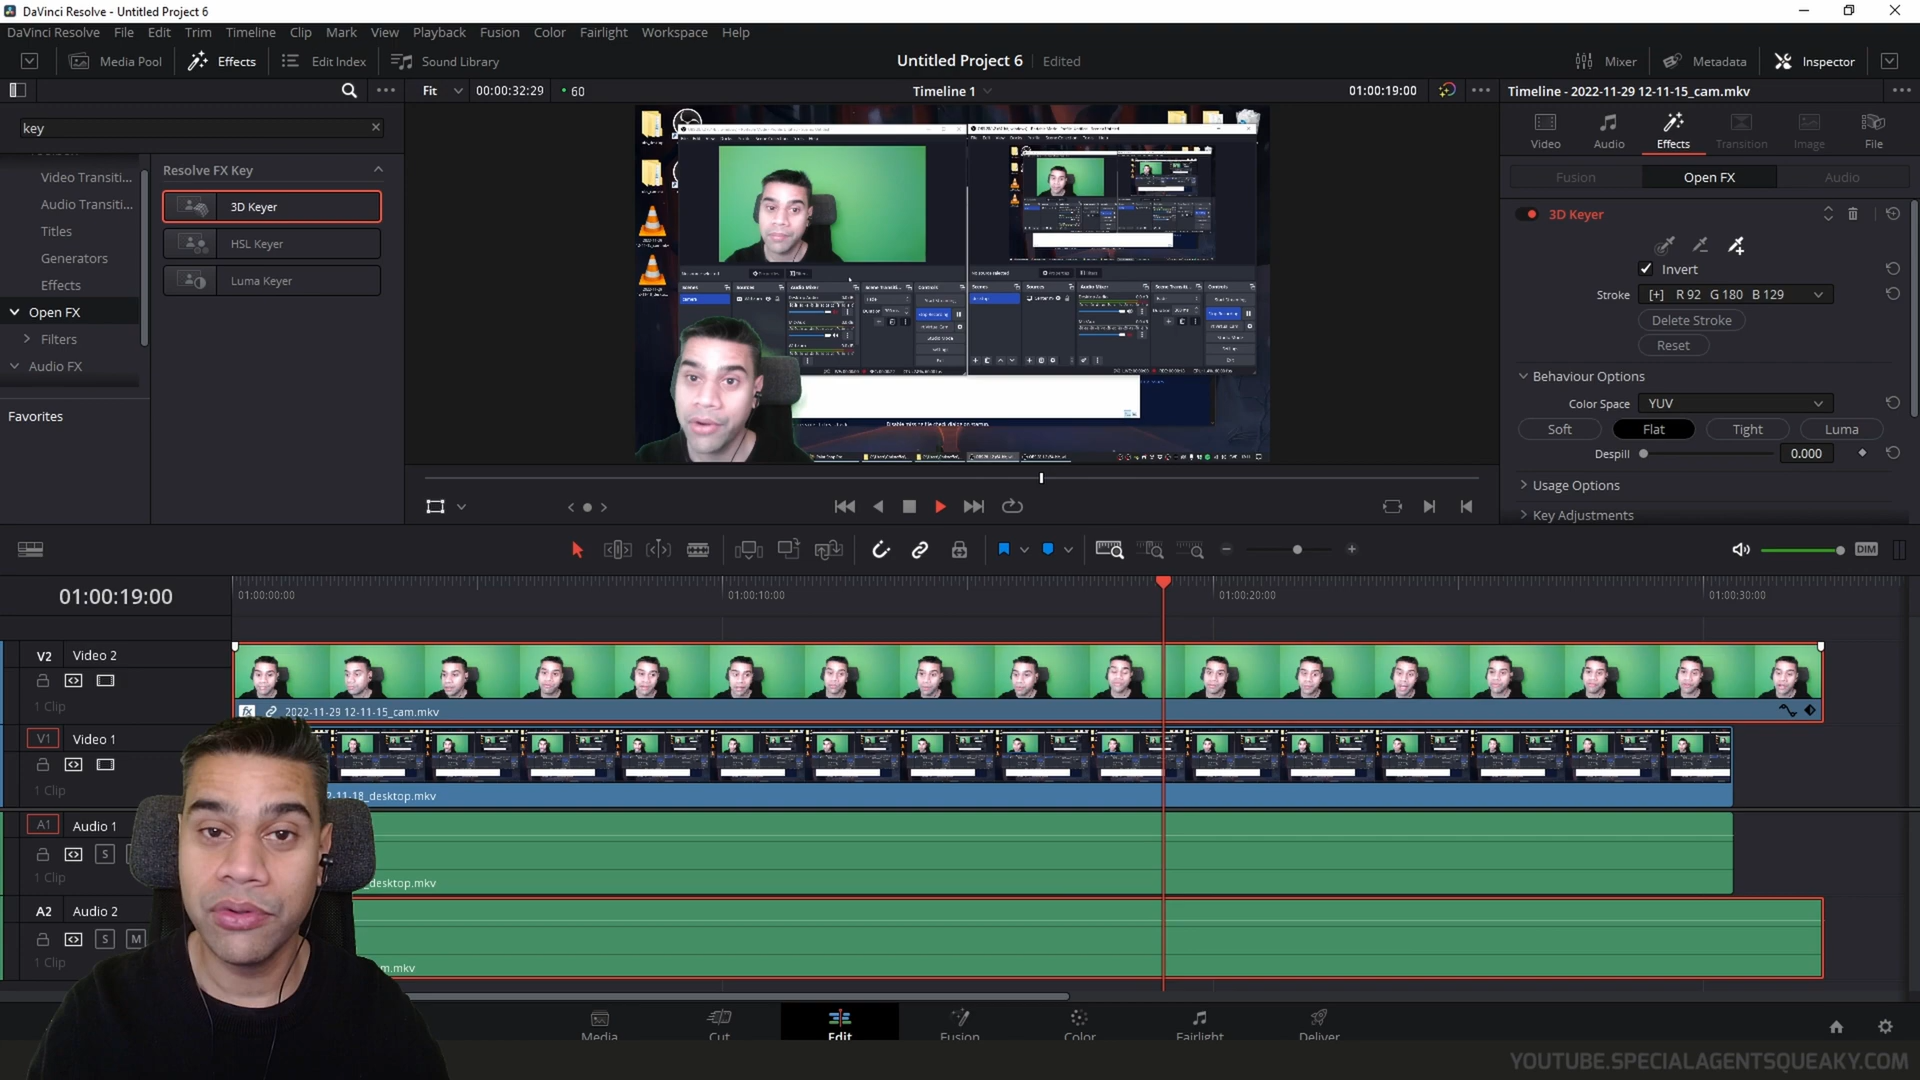 DaVinci Resolve - Untitled Project 6
DaVinci Resolve File Edit Trim Timeline Clip Mark View Playback Fusion Color Fairlight Workspace Help
Media Pool Effects Edit Index Sound Library Untitled Project 6 Edited Mixer Metadata Inspector
Fit 00:00:32:29 60 Timeline 1 01:00:19:00 Timeline - 2022-11-29 12-11-15_cam.mkv
key
Video Transiti...
Audio Transiti...
Titles
Generators
Effects
Open FX
Filters
Audio FX
Favorites
Resolve FX Key
3D Keyer
HSL Keyer
Luma Keyer
Video Audio Effects Transition Image File
Fusion Open FX Audio
3D Keyer
Invert
Stroke [+] R 92 G 180 B 129
Delete Stroke
Reset
Behaviour Options
Color Space YUV
Soft Flat Tight Luma
Despill 0.000
Usage Options
Key Adjustments
DIM
01:00:19:00
01:00:00:00 01:00:10:00 01:00:20:00 01:00:30:00
V2 Video 2
1 Clip
2022-11-29 12-11-15_cam.mkv
V1 Video 1
1 Clip
2-11-18_desktop.mkv
A1 Audio 1
S
1 Clip
_desktop.mkv
A2 Audio 2
S M
1 Clip
m.mkv
Media Cut Edit Fusion Color Fairlight Deliver
YOUTUBE.SPECIALAGENTSQUEAKY.COM